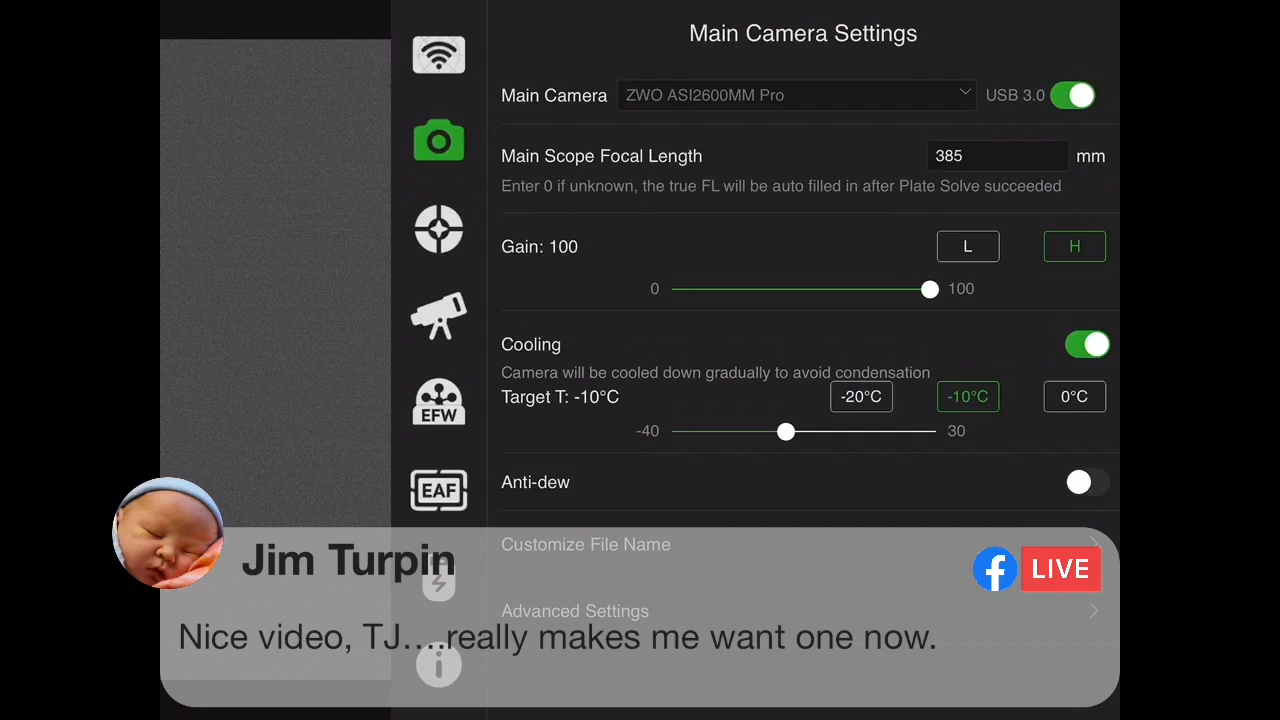 Main Camera Settings
Main Camera ZWO ASI2600MM Pro USB 3.0
Main Scope Focal Length 385 mm
Enter 0 if unknown, the true FL will be auto filled in after Plate Solve succeeded
Gain: 100 L H
0 100
Cooling
Camera will be cooled down gradually to avoid condensation
Target T: -10°C -20°C -10°C 0°C
-40 30
EFW
Anti-dew
EAF
Customize File Name
Jim Turpin
f LIVE
Advanced Settings
Nice video, TJ....really makes me want one now.